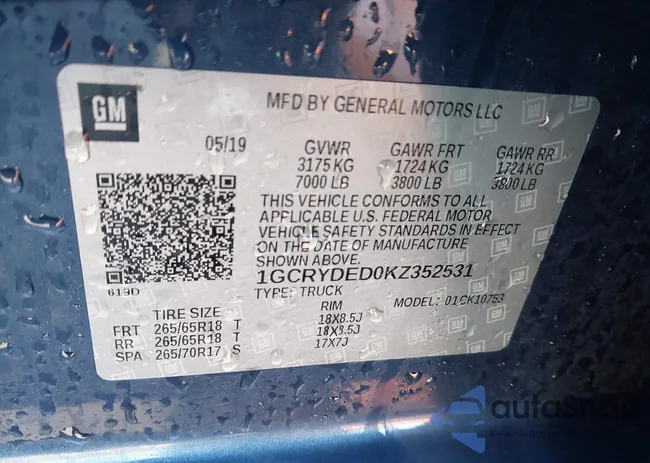 GM
MFD BY GENERAL MOTORS LLC
05/19 GVWR GAWR FRT GAWR RR
3175 KG 1724 KG 1724 KG
7000 LB 3800 LB 3800 LB
THIS VEHICLE CONFORMS TO ALL
APPLICABLE U.S. FEDERAL MOTOR
VEHICLE SAFETY STANDARDS IN EFFECT
ON THE DATE OF MANUFACTURE
SHOWN ABOVE.
1GCRYDED0KZ352531
619D
TYPE: TRUCK MODEL: 01CK10753
TIRE SIZE RIM
FRT 265/65R18 T 18X8.5J
RR 265/65R18 T 18X8.5J
SPA 265/70R17 S 17X7J